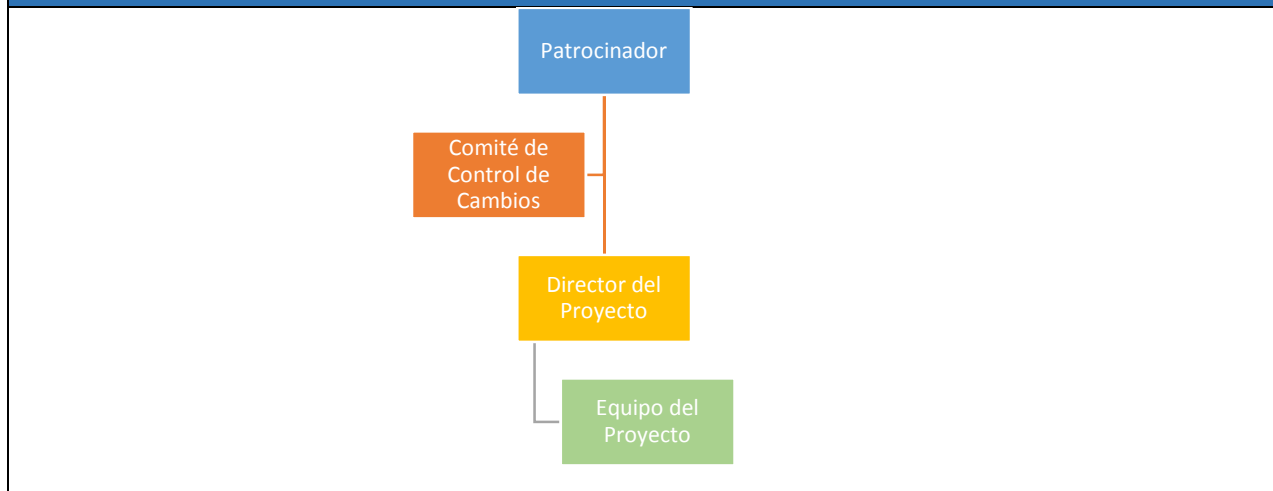 Patrocinador
Comité de
Control de
Cambios
Director del
Proyecto
Equipo del
Proyecto